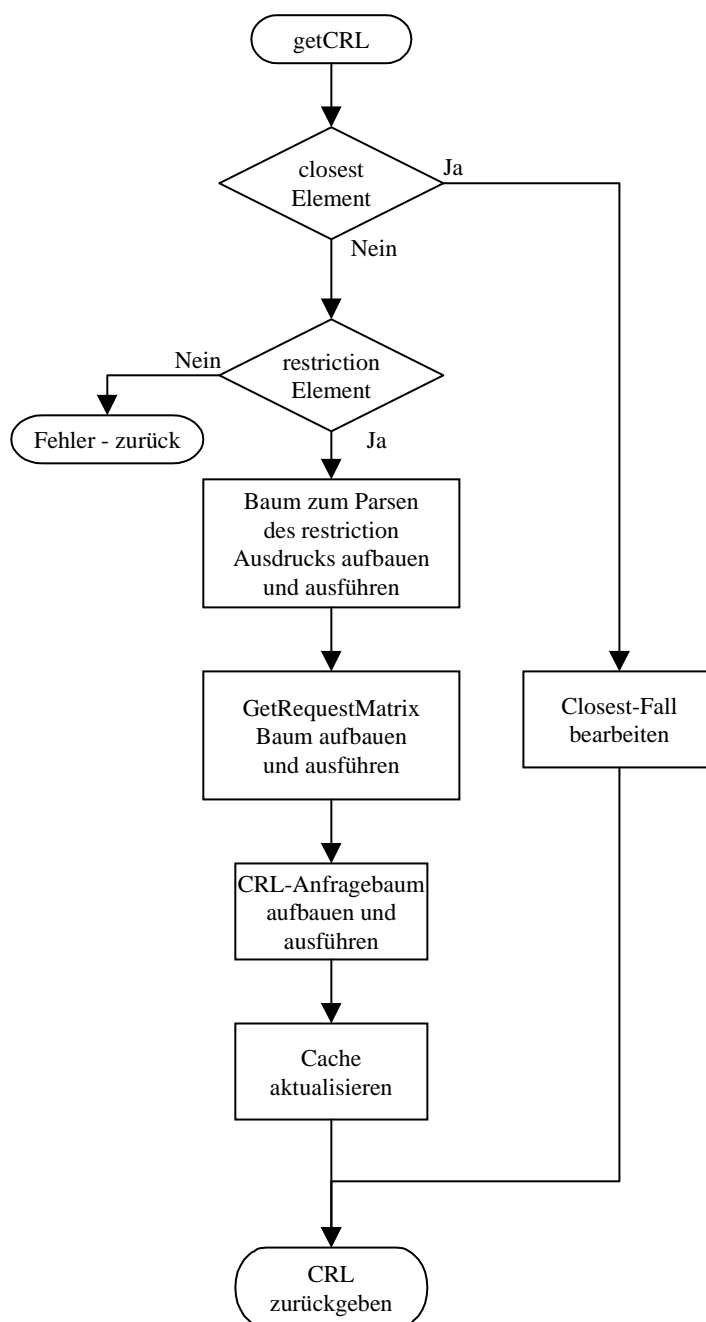 getCRL
closest
Element
Ja
Nein
Nein
restriction
Element
Fehler - zurück
Ja
Baum zum Parsen
des restriction
Ausdrucks aufbauen
und ausführen
GetRequestMatrix
Baum aufbauen
und ausführen
Closest-Fall
bearbeiten
CRL-Anfragebaum
aufbauen und
ausführen
Cache
aktualisieren
CRL
zurückgeben